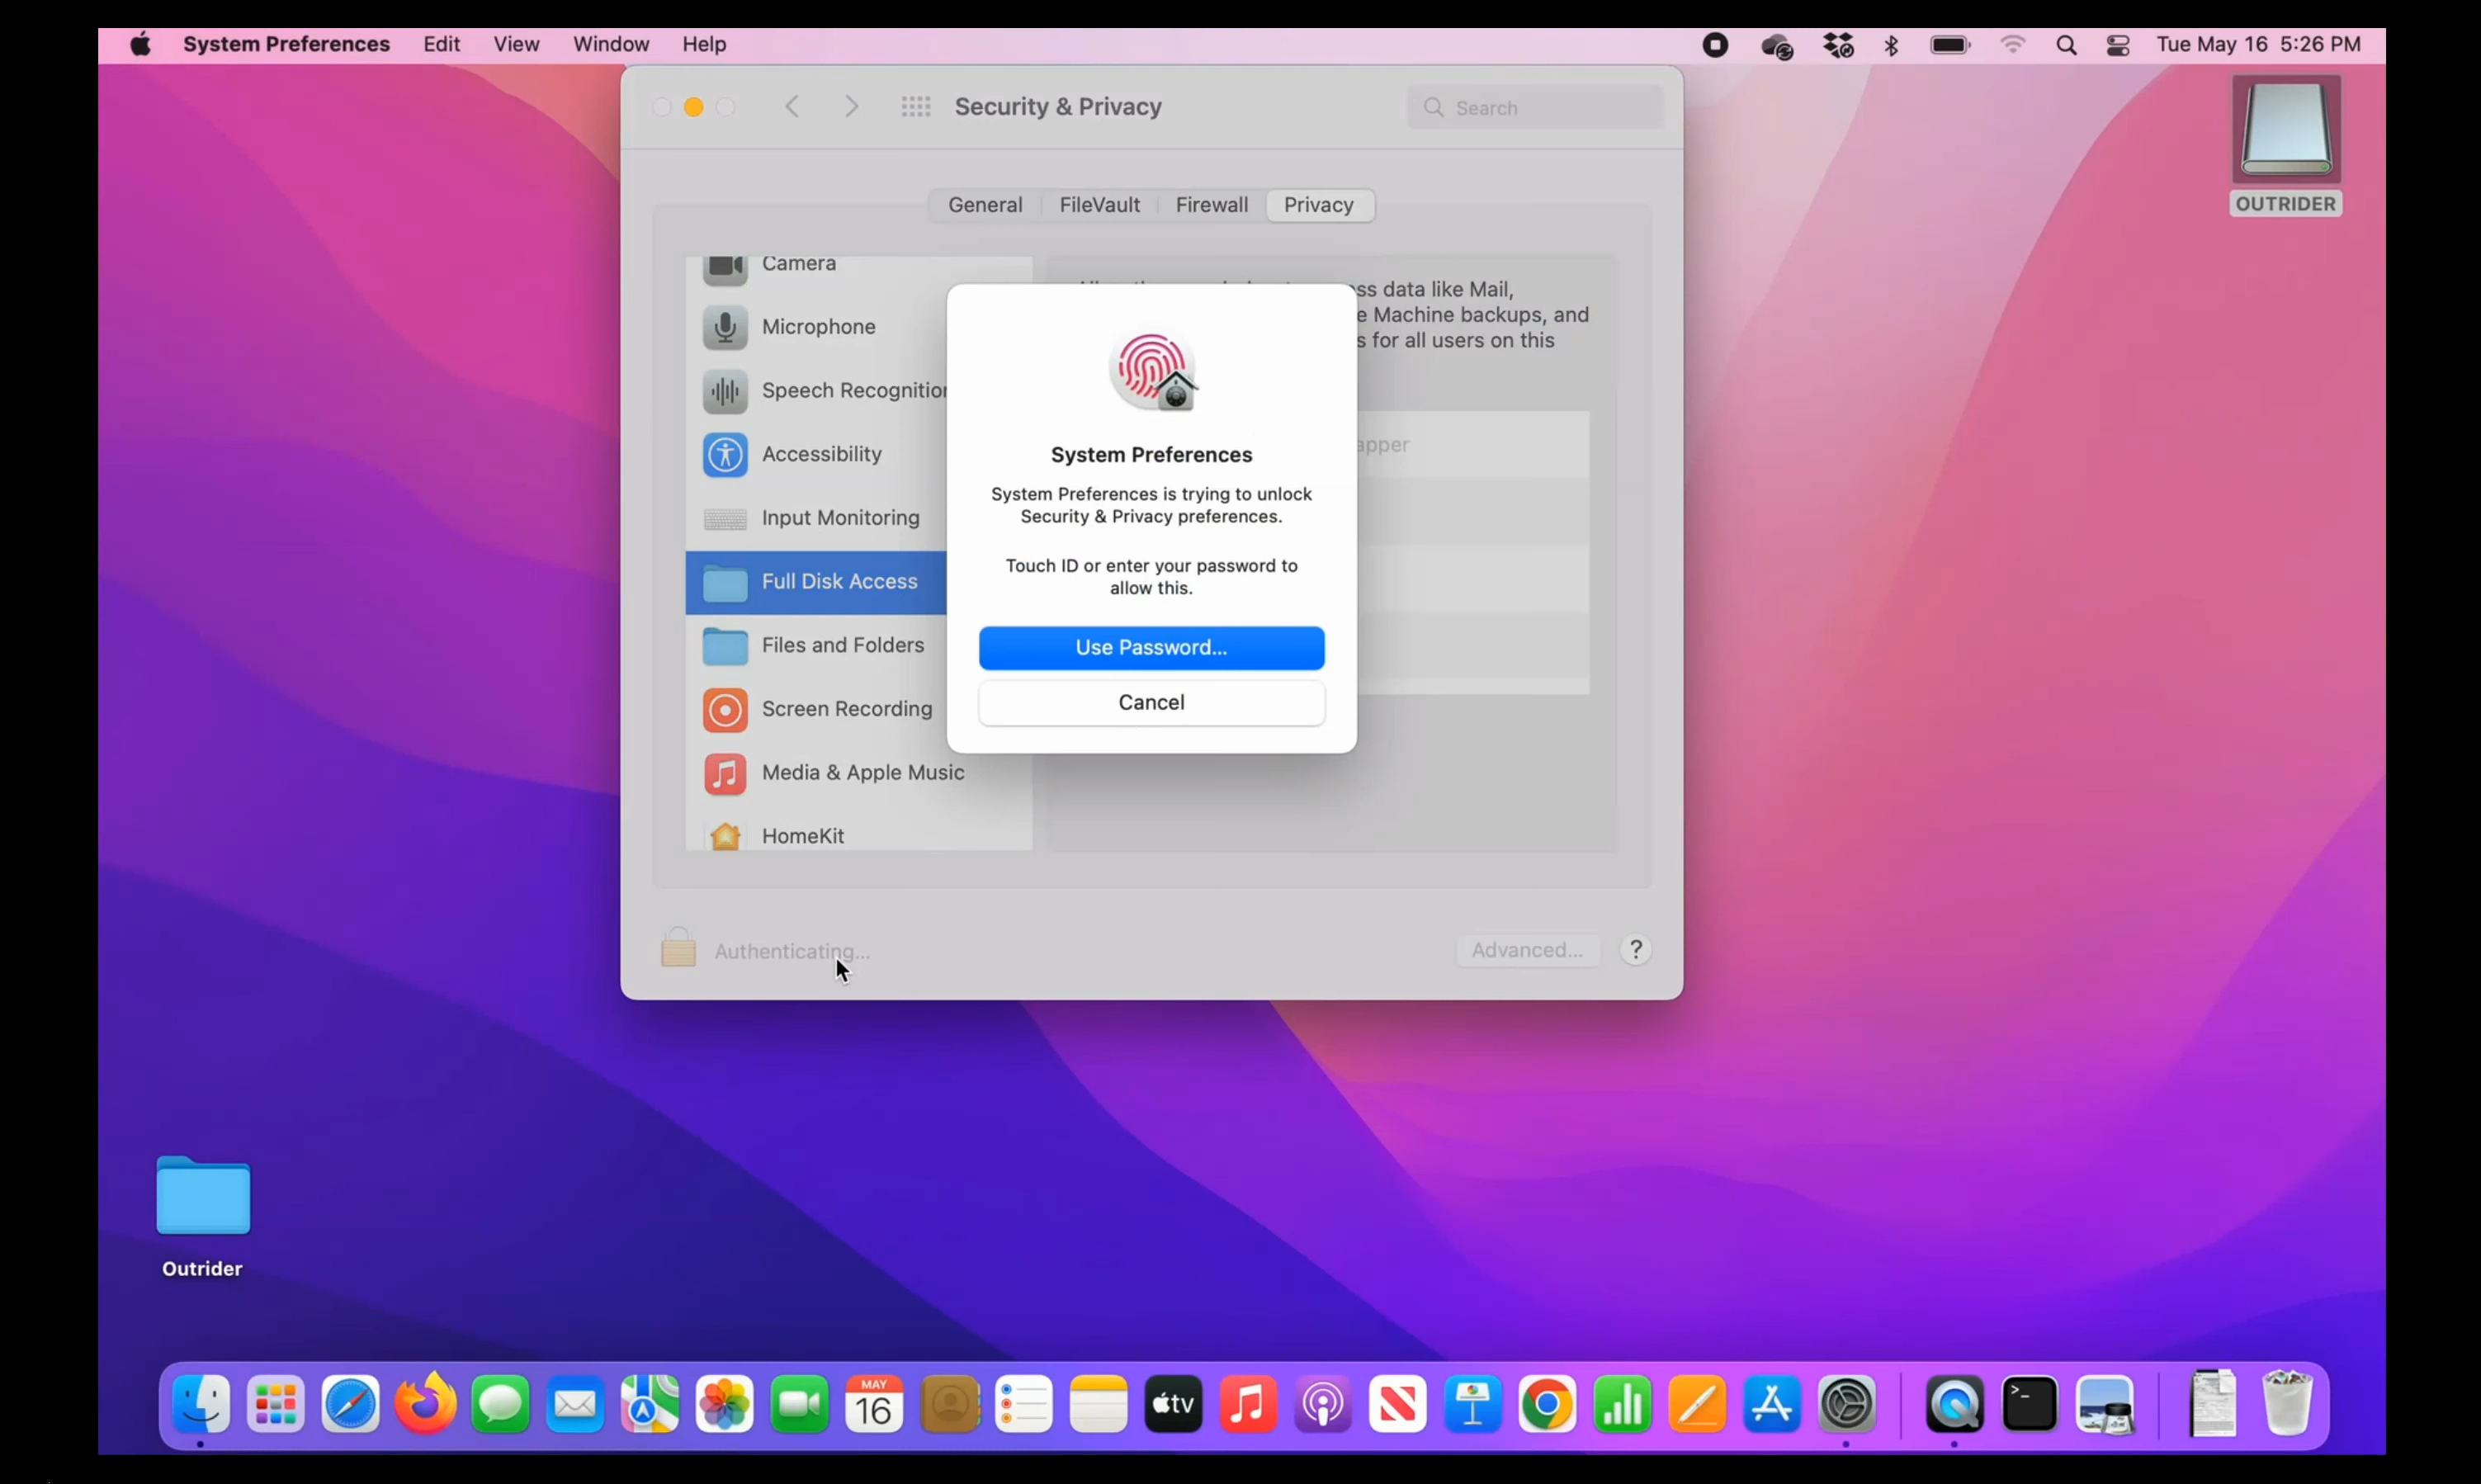 System Preferences Edit View Window Help Tue May 16 5:26 PM
Security & Privacy Search
OUTRIDER
General FileVault Firewall Privacy
Camera
Microphone
Speech Recognition
Accessibility
Input Monitoring
Full Disk Access
Files and Folders
Screen Recording
Media & Apple Music
HomeKit
ss data like Mail,
e Machine backups, and
s for all users on this
apper
System Preferences
System Preferences is trying to unlock
Security & Privacy preferences.
Touch ID or enter your password to
allow this.
Use Password...
Cancel
Authenticating...
Advanced... ?
Outrider
MAY
16
tv